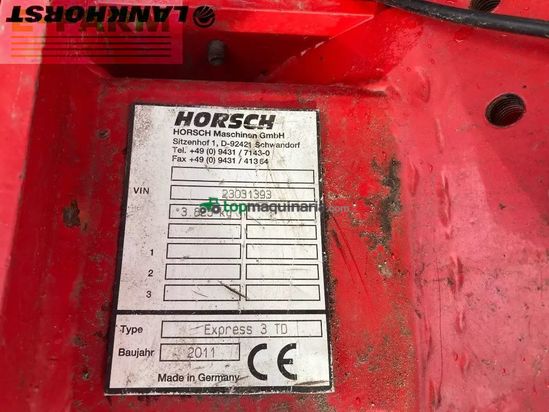 LANKHORST
HORSCH
HORSCH Maschinen GmbH
Sitzenhof 1, D-92421 Schwandorf
Tel. +49 (0) 9431 / 7143-0
Fax +49 (0) 9431 / 41364
VIN 23031393
topmaquinaria.com
1
2
3
Type Express 3 TD
Baujahr 2011 CE
Made in Germany